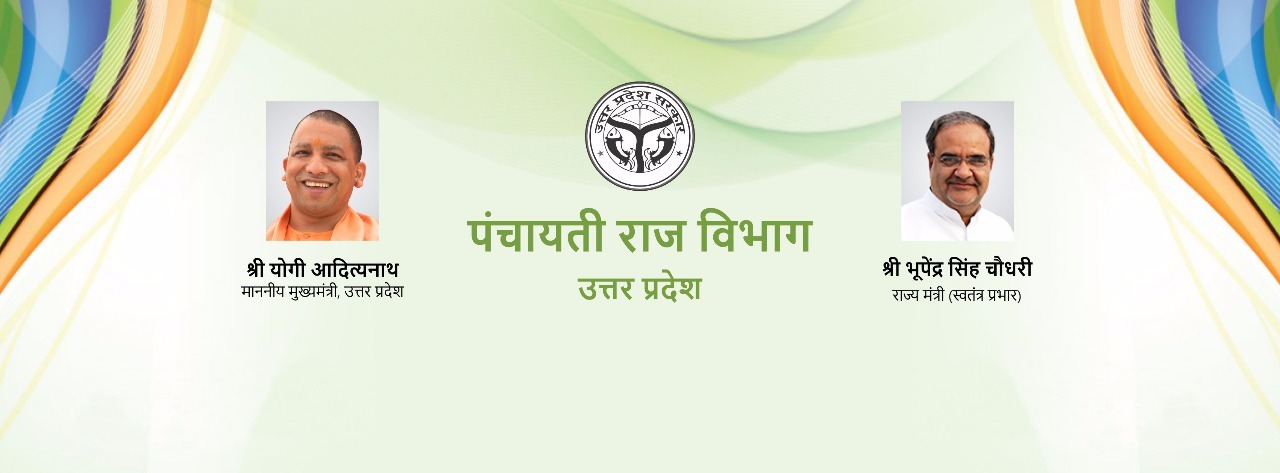 उत्तर प्रदेश सरकार
पंचायती राज विभाग
उत्तर प्रदेश
श्री योगी आदित्यनाथ
माननीय मुख्यमंत्री, उत्तर प्रदेश
श्री भूपेंद्र सिंह चौधरी
राज्य मंत्री (स्वतंत्र प्रभार)